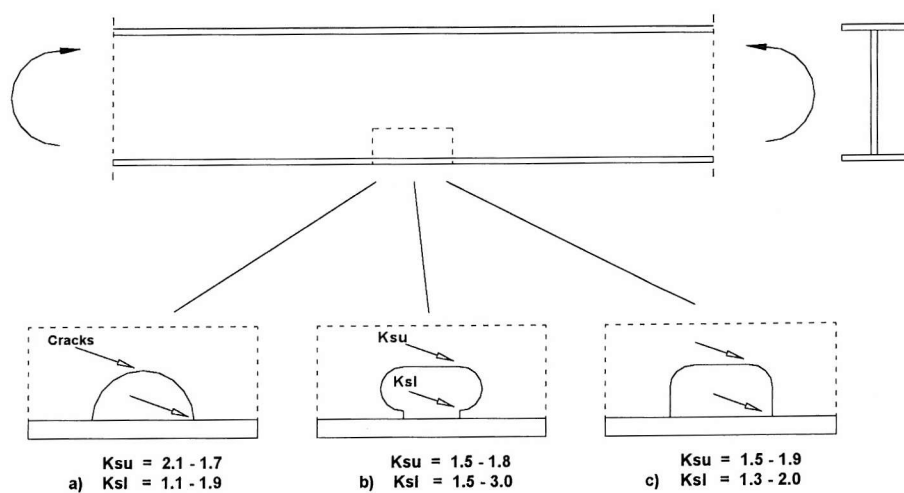 Cracks
Ksu
Ksl
Ksu = 2.1 - 1.7
a) Ksl = 1.1 - 1.9
Ksu = 1.5 - 1.8
b) Ksl = 1.5 - 3.0
Ksu = 1.5 - 1.9
c) Ksl = 1.3 - 2.0